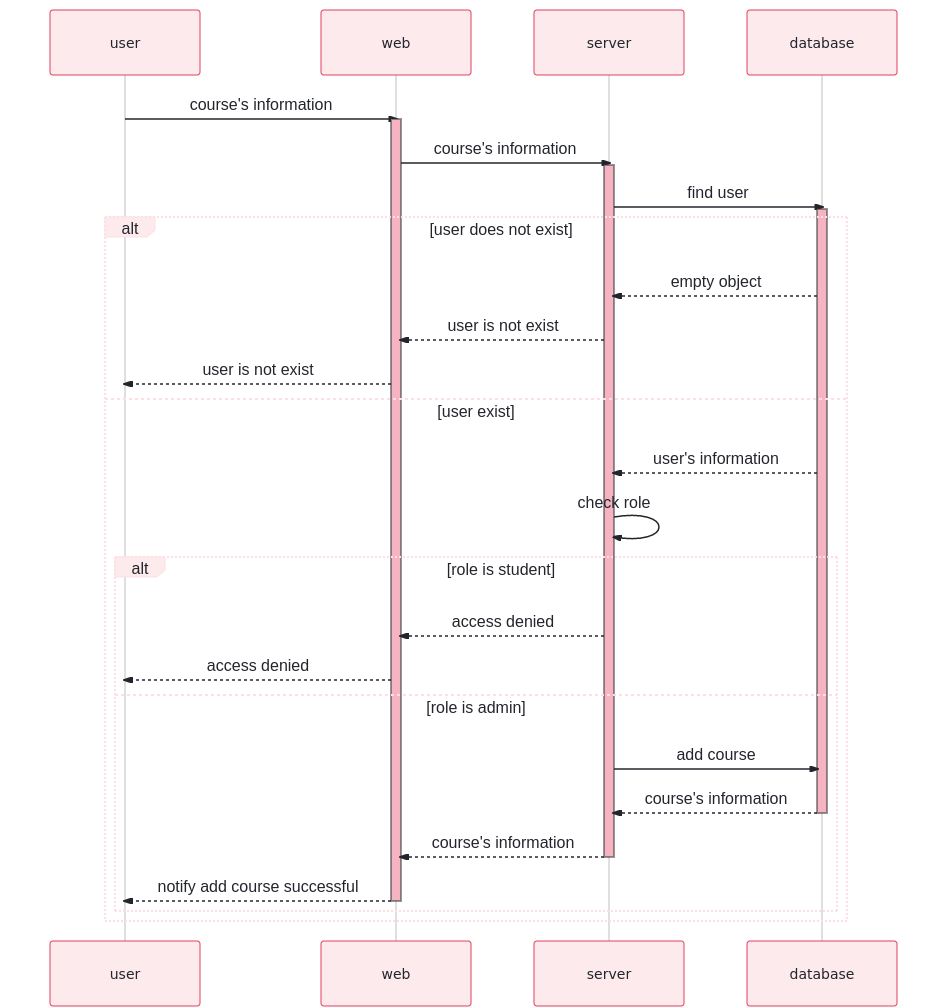 user
web
server
database
course's information
course's information
find user
alt
[user does not exist]
empty object
user is not exist
user is not exist
[user exist]
user's information
check role
alt
[role is student]
access denied
access denied
[role is admin]
add course
course's information
course's information
notify add course successful
user
web
server
database